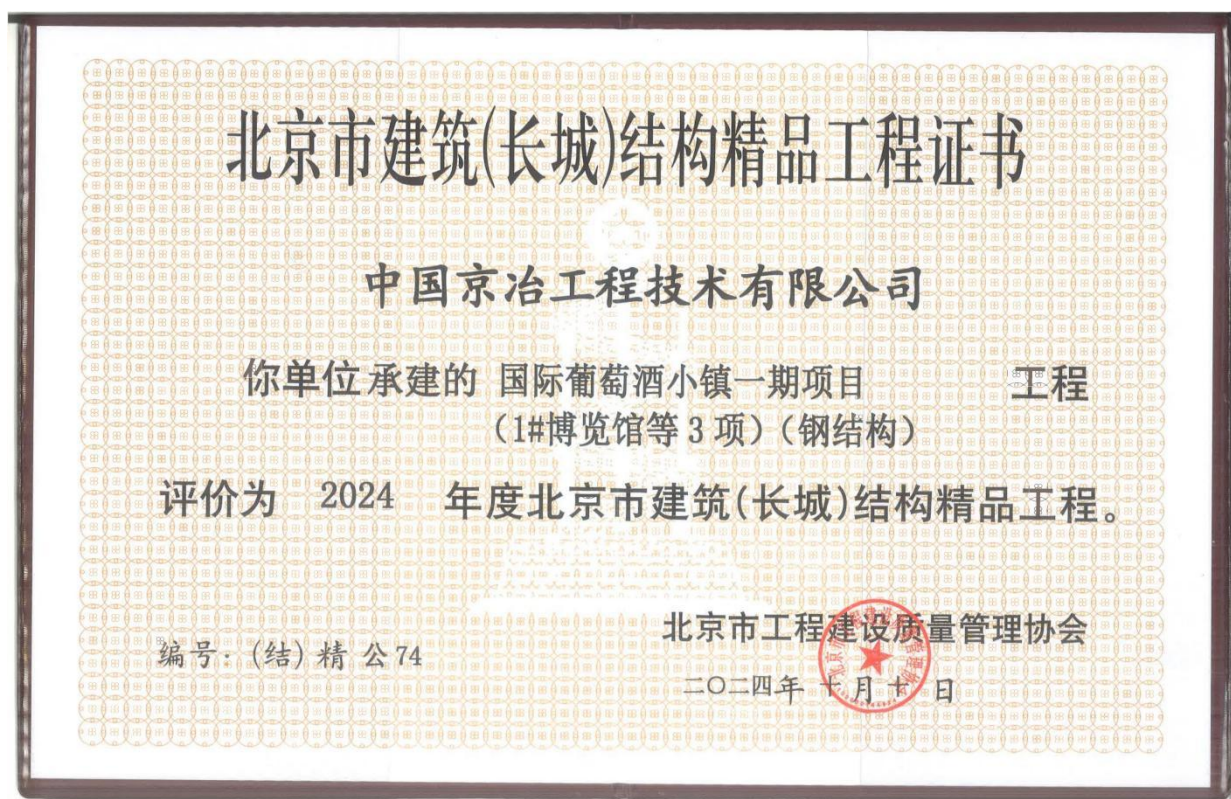 北京市建筑(长城)结构精品工程证书
中国京冶工程技术有限公司
你单位承建的 国际葡萄酒小镇一期项目 工程
（1#博览馆等3项）（钢结构）
评价为 2024 年度北京市建筑(长城)结构精品工程。
北京市工程建设质量管理协会
编号：(结) 精 公 74
二〇二四年 十月 十 日